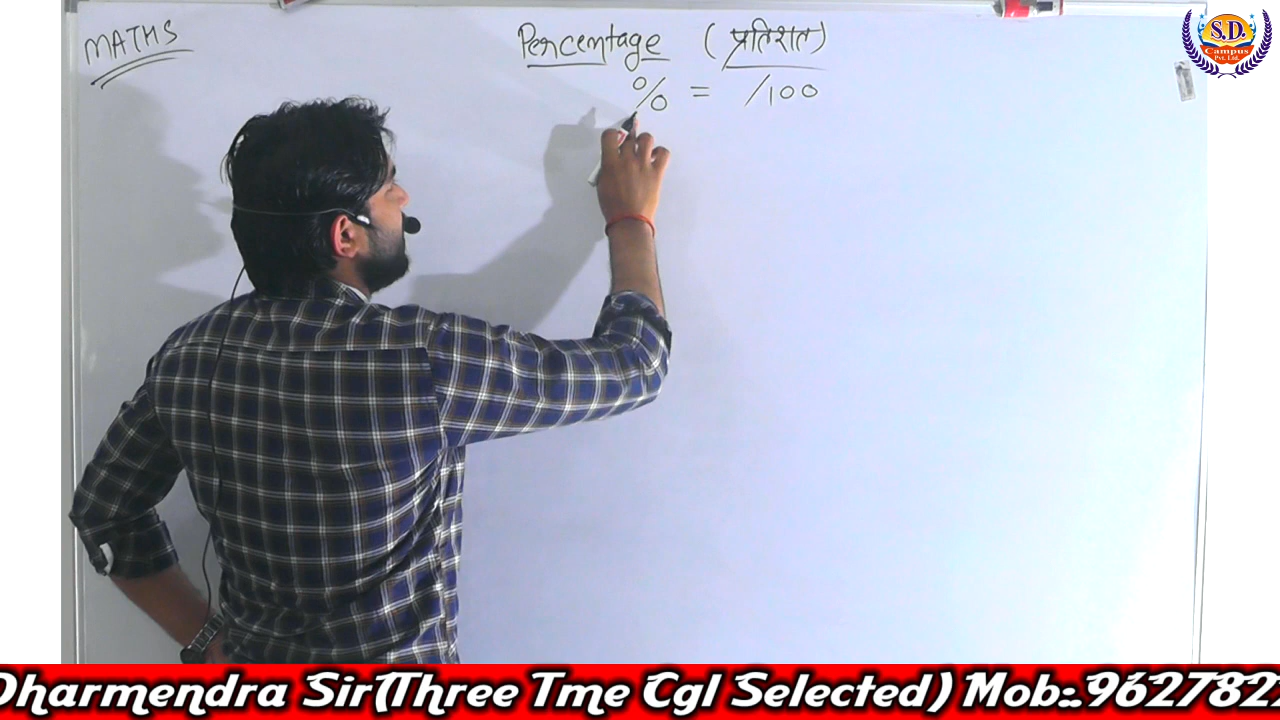 MATHS
Percentage (प्रतिशत)
% = /100
S.D.
Campus
Pvt. Ltd.
Dharmendra Sir(Three Tme Cgl Selected) Mob:.962782